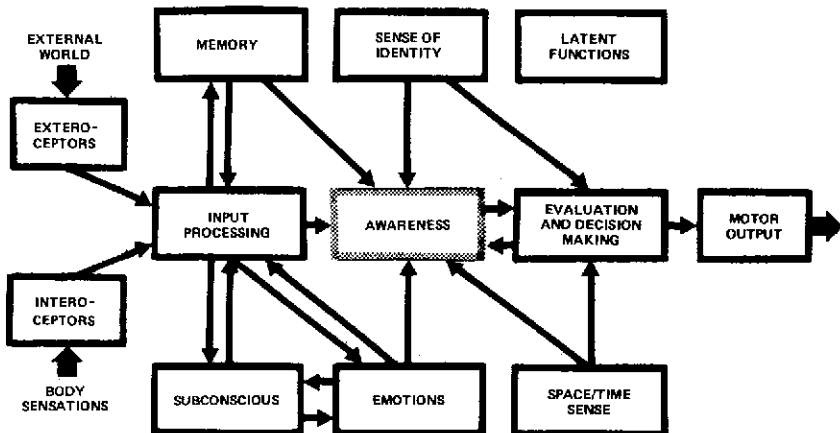 EXTERNAL
WORLD
MEMORY
SENSE OF
IDENTITY
LATENT
FUNCTIONS
EXTERO-
CEPTORS
INPUT
PROCESSING
AWARENESS
EVALUATION
AND DECISION
MAKING
MOTOR
OUTPUT
INTERO-
CEPTORS
BODY
SENSATIONS
SUBCONSCIOUS
EMOTIONS
SPACE/TIME
SENSE